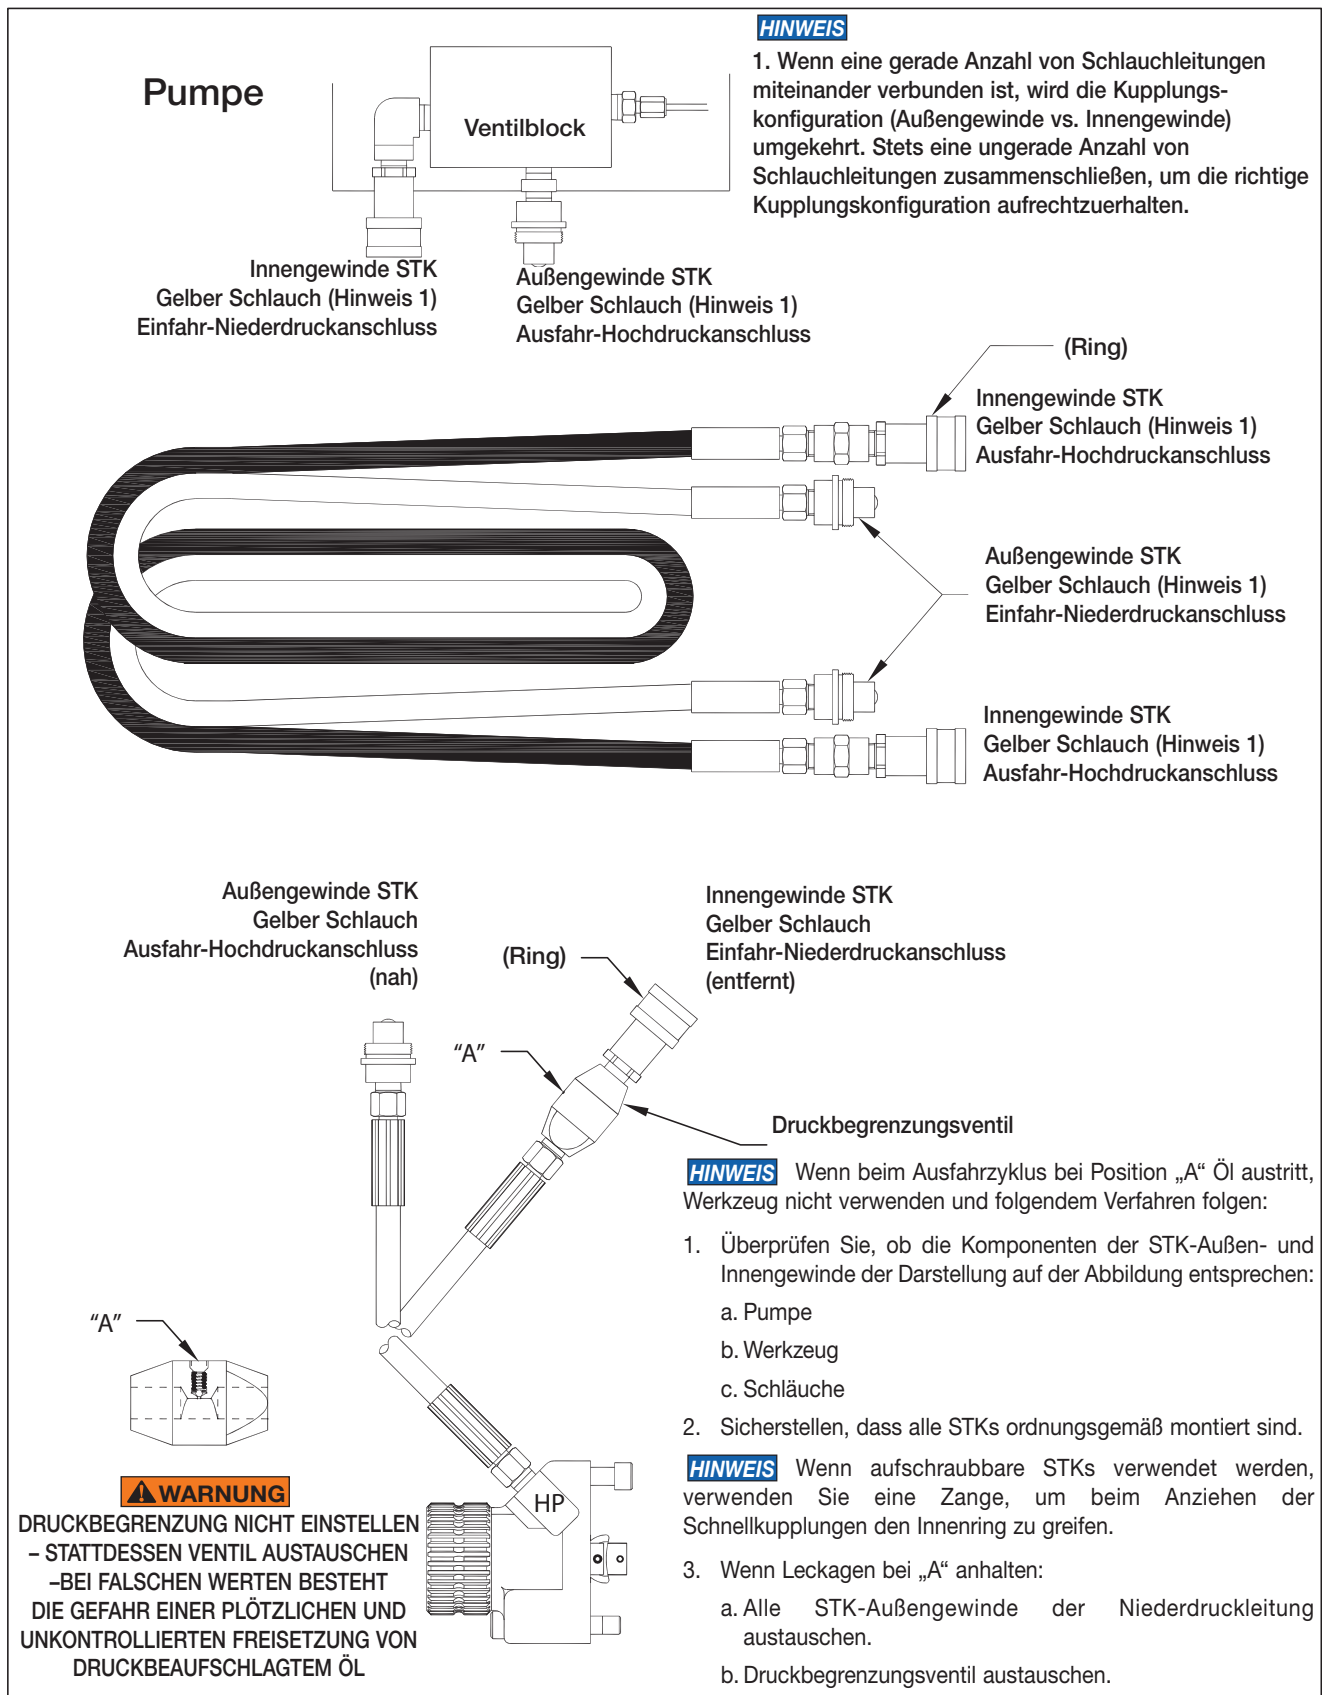 HINWEIS
1. Wenn eine gerade Anzahl von Schlauchleitungen
miteinander verbunden ist, wird die Kupplungs-
konfiguration (Außengewinde vs. Innengewinde)
umgekehrt. Stets eine ungerade Anzahl von
Schlauchleitungen zusammenschließen, um die richtige
Kupplungskonfiguration aufrechtzuerhalten.
Pumpe
Ventilblock
Innengewinde STK
Gelber Schlauch (Hinweis 1)
Einfahr-Niederdruckanschluss
Außengewinde STK
Gelber Schlauch (Hinweis 1)
Ausfahr-Hochdruckanschluss
(Ring)
Innengewinde STK
Gelber Schlauch (Hinweis 1)
Ausfahr-Hochdruckanschluss
Außengewinde STK
Gelber Schlauch (Hinweis 1)
Einfahr-Niederdruckanschluss
Innengewinde STK
Gelber Schlauch (Hinweis 1)
Ausfahr-Hochdruckanschluss
Außengewinde STK
Gelber Schlauch
Ausfahr-Hochdruckanschluss
(nah)
Innengewinde STK
Gelber Schlauch
Einfahr-Niederdruckanschluss
(entfernt)
(Ring)
“A”
Druckbegrenzungsventil
HINWEIS Wenn beim Ausfahrzyklus bei Position „A“ Öl austritt,
Werkzeug nicht verwenden und folgendem Verfahren folgen:
1. Überprüfen Sie, ob die Komponenten der STK-Außen- und
Innengewinde der Darstellung auf der Abbildung entsprechen:
a. Pumpe
b. Werkzeug
c. Schläuche
2. Sicherstellen, dass alle STKs ordnungsgemäß montiert sind.
HINWEIS Wenn aufschraubbare STKs verwendet werden,
verwenden Sie eine Zange, um beim Anziehen der
Schnellkupplungen den Innenring zu greifen.
3. Wenn Leckagen bei „A“ anhalten:
a. Alle STK-Außengewinde der Niederdruckleitung
austauschen.
b. Druckbegrenzungsventil austauschen.
“A”
HP
WARNUNG
DRUCKBEGRENZUNG NICHT EINSTELLEN
– STATTDESSEN VENTIL AUSTAUSCHEN
–BEI FALSCHEN WERTEN BESTEHT
DIE GEFAHR EINER PLÖTZLICHEN UND
UNKONTROLLIERTEN FREISETZUNG VON
DRUCKBEAUFSCHLAGTEM ÖL